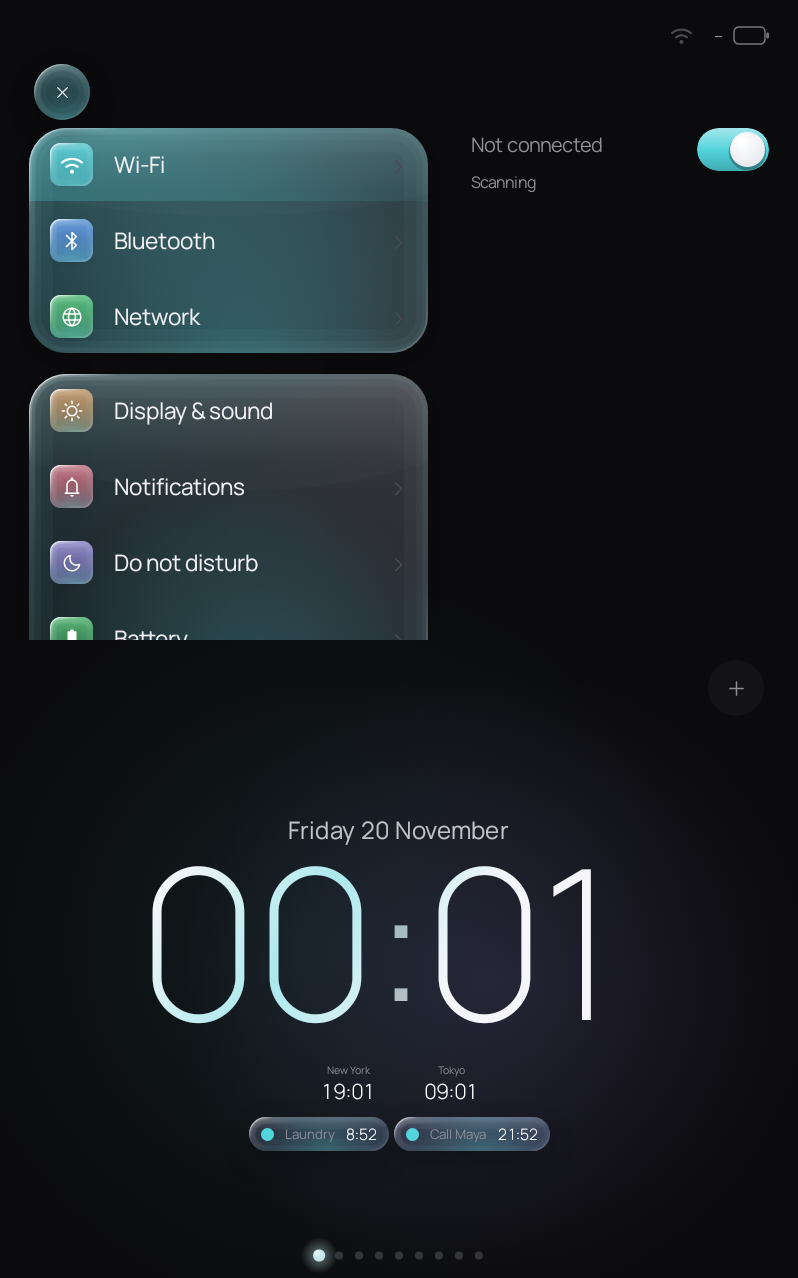 –
Wi-Fi
Not connected
Scanning
Bluetooth
Network
Display & sound
Notifications
Do not disturb
Battery
Friday 20 November
00:01
New York Tokyo
19:01 09:01
Laundry 8:52 Call Maya 21:52